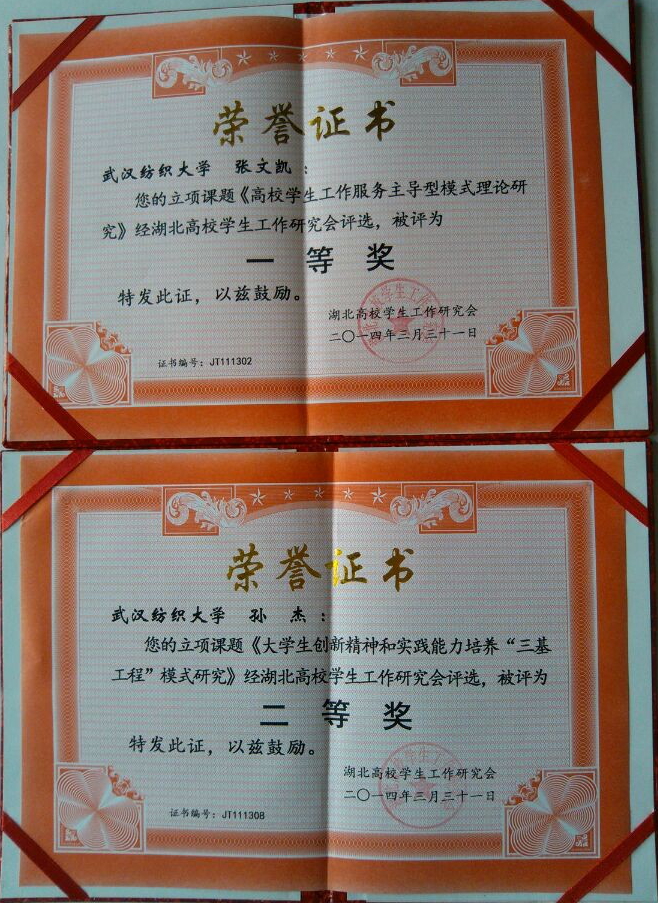 荣誉证书
武汉纺织大学 张文凯：
您的立项课题《高校学生工作服务主导型模式理论研
究》经湖北高校学生工作研究会评选，被评为
一等奖
特发此证，以兹鼓励。
湖北高校学生工作研究会
二〇一四年三月三十一日
证书编号：JT111302
荣誉证书
武汉纺织大学 孙杰：
您的立项课题《大学生创新精神和实践能力培养“三基
工程”模式研究》经湖北高校学生工作研究会评选，被评为
二等奖
特发此证，以兹鼓励。
湖北高校学生工作研究会
二〇一四年三月三十一日
证书编号：JT111308